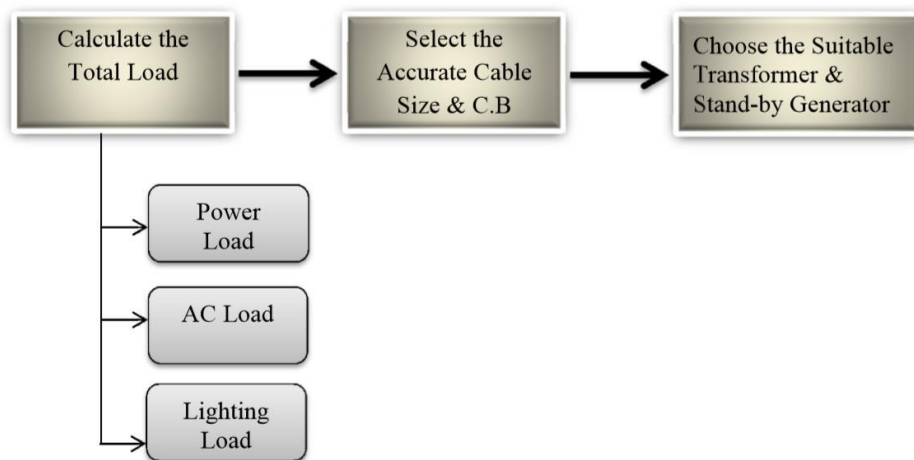 Calculate the
Total Load
Select the
Accurate Cable
Size & C.B
Choose the Suitable
Transformer &
Stand-by Generator
Power
Load
AC Load
Lighting
Load